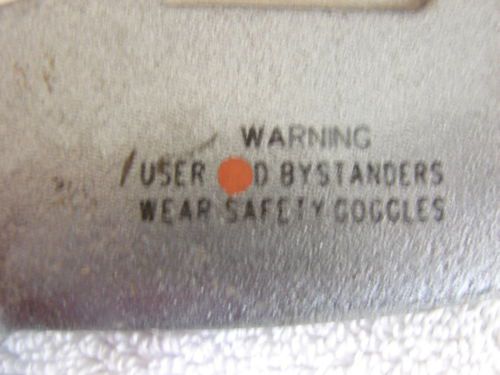 WARNING
USER D BYSTANDERS
WEAR SAFETY GOGGLES